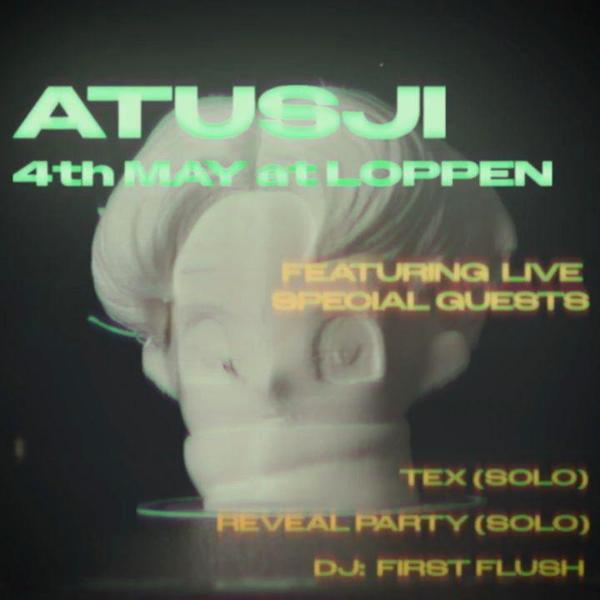 ATUSJI
4th MAY at LOPPEN
FEATURING LIVE
SPECIAL GUESTS
TEX (SOLO)
REVEAL PARTY (SOLO)
DJ: FIRST FLUSH